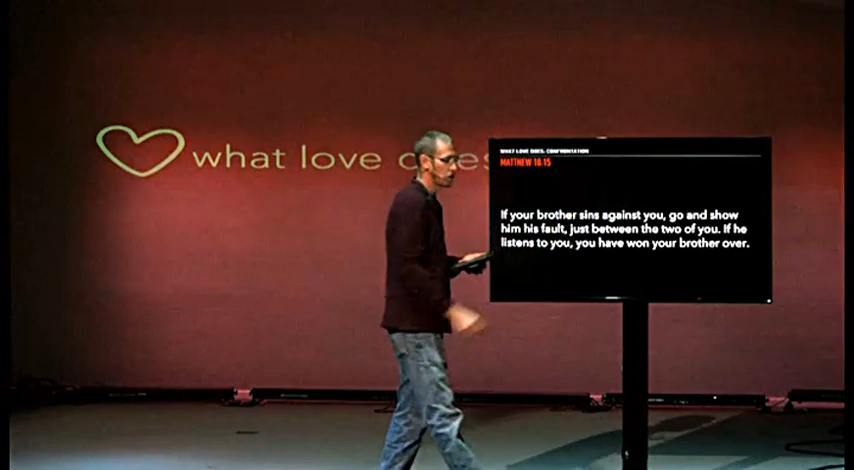 what love does
WHAT LOVE DOES: CONFRONTATION
MATTHEW 18:15
If your brother sins against you, go and show
him his fault, just between the two of you. If he
listens to you, you have won your brother over.